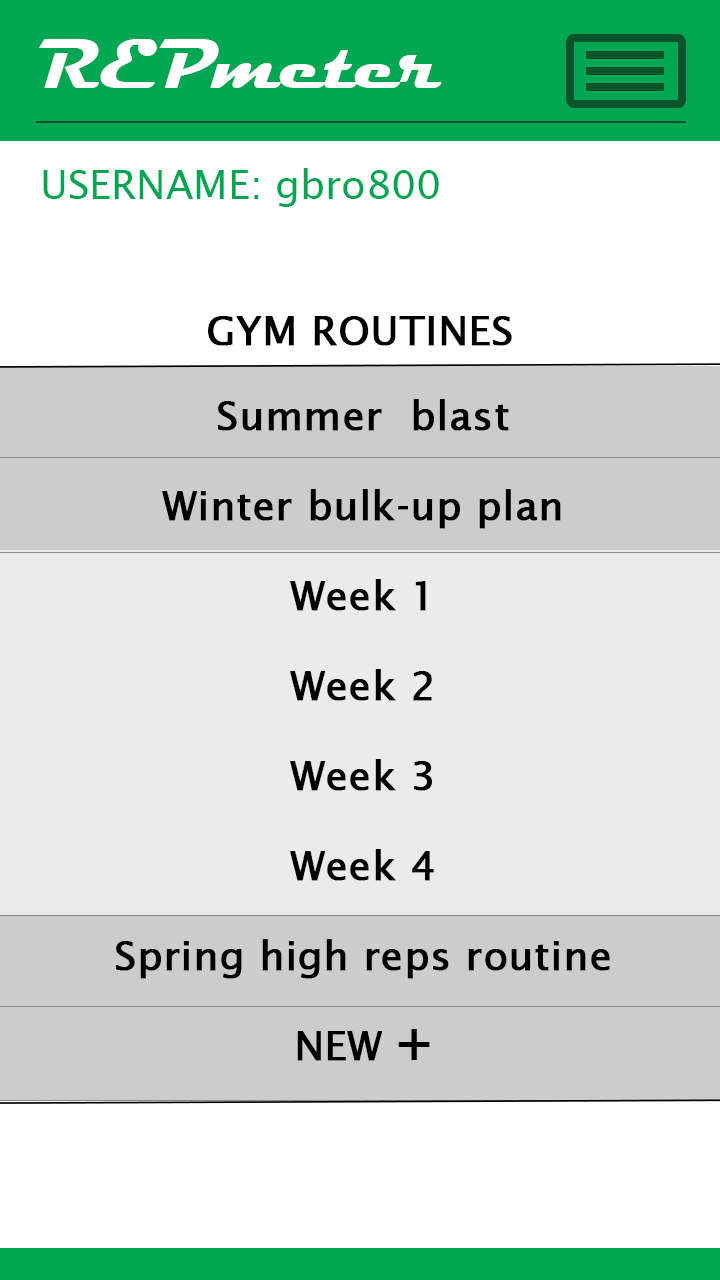 REPmeter
USERNAME: gbro800
GYM ROUTINES
Summer blast
Winter bulk-up plan
Week 1
Week 2
Week 3
Week 4
Spring high reps routine
NEW +